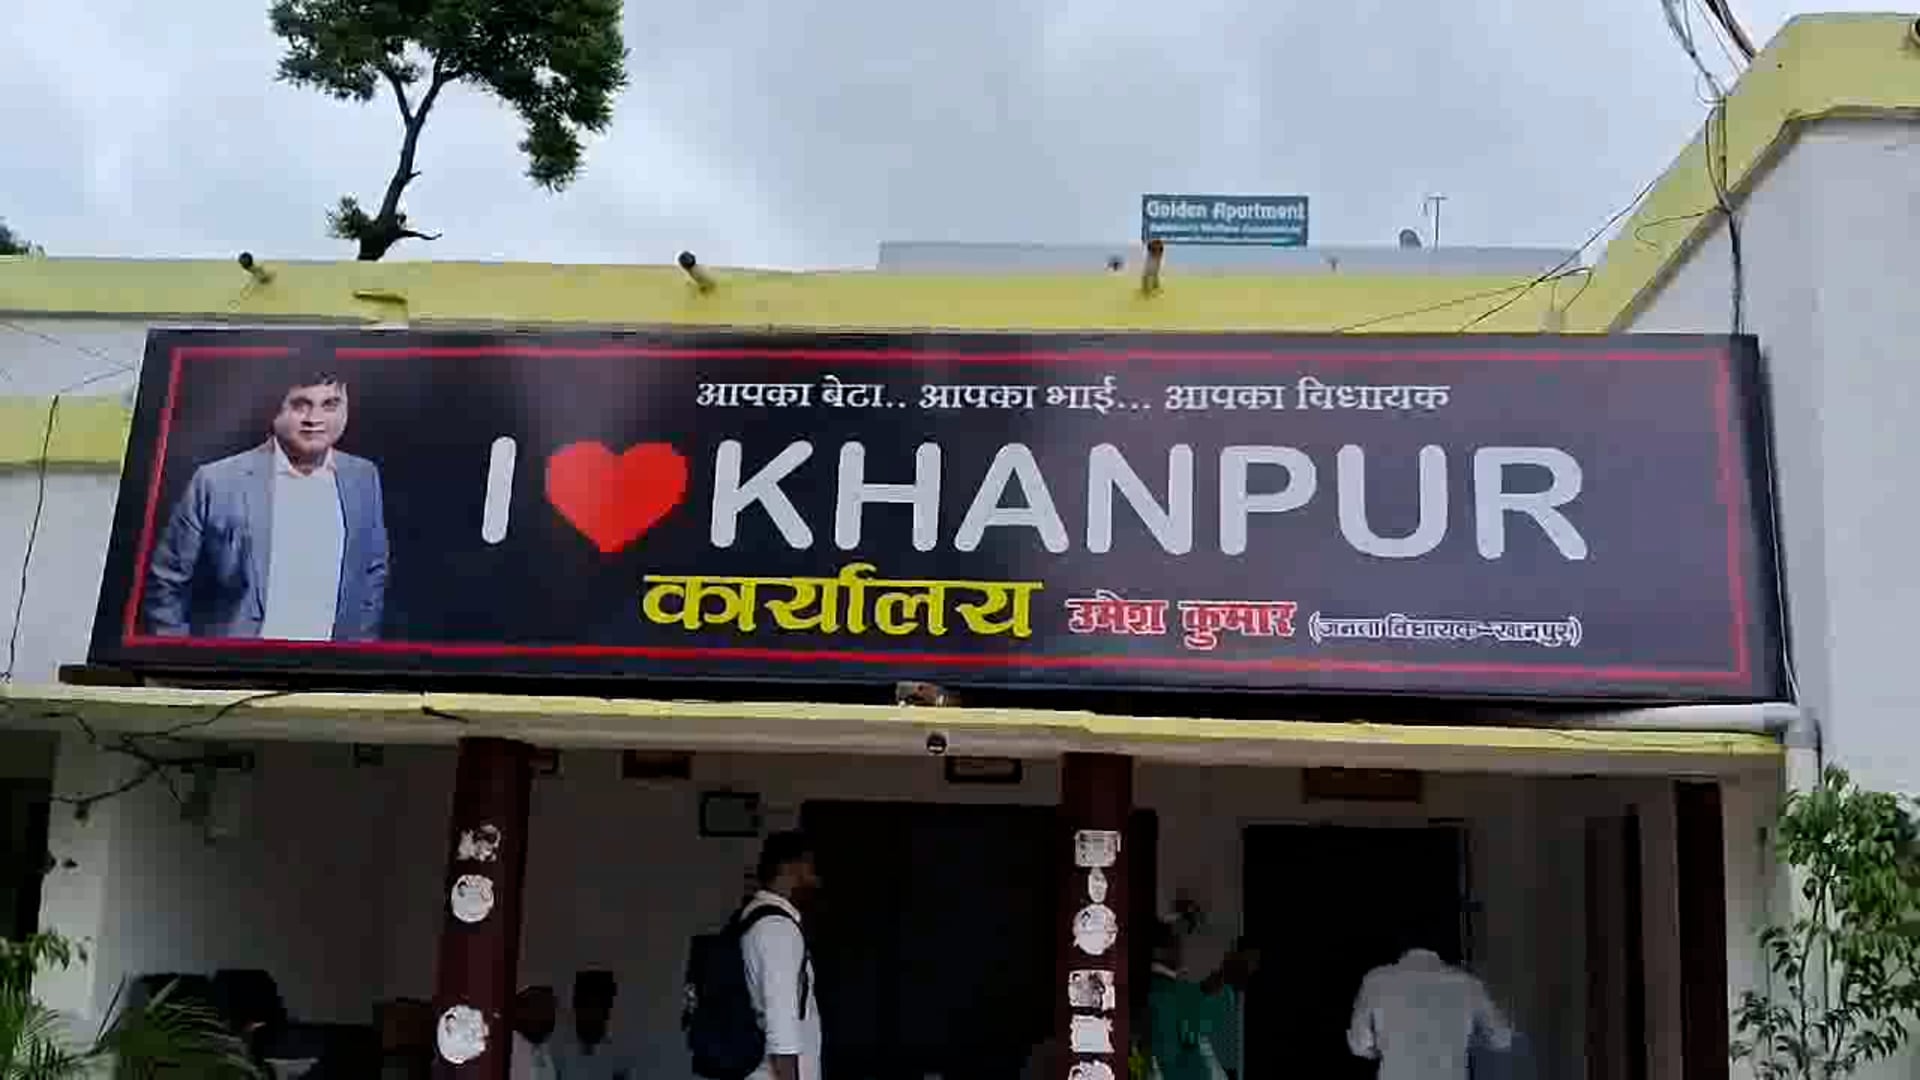 Golden Apartment
आपका बेटा.. आपका भाई... आपका विधायक
I ❤ KHANPUR
कार्यालय उमेश कुमार (जनता विधायक-खानपुर)